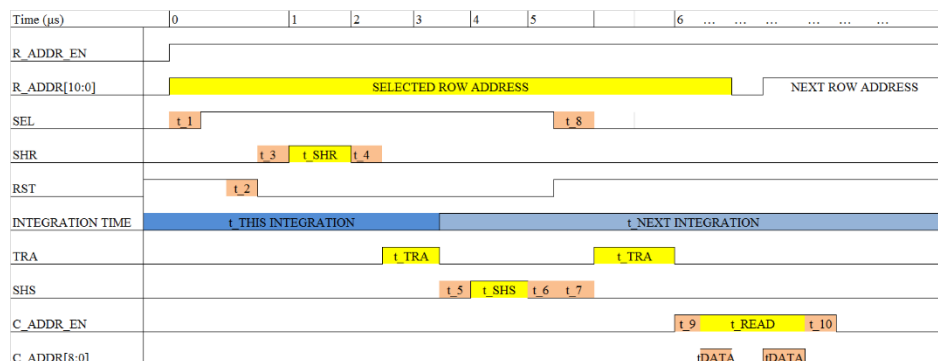 Time (μs) 0 1 2 3 4 5 6 ... ... ... ... ...
R_ADDR_EN
R_ADDR[10:0] SELECTED ROW ADDRESS NEXT ROW ADDRESS
SEL t_1 t_8
SHR t_3 t_SHR t_4
RST t_2
INTEGRATION TIME t_THIS INTEGRATION t_NEXT INTEGRATION
TRA t_TRA t_TRA
SHS t_5 t_SHS t_6 t_7
C_ADDR_EN t_9 t_READ t_10
C_ADDR[8:0] tDATA tDATA